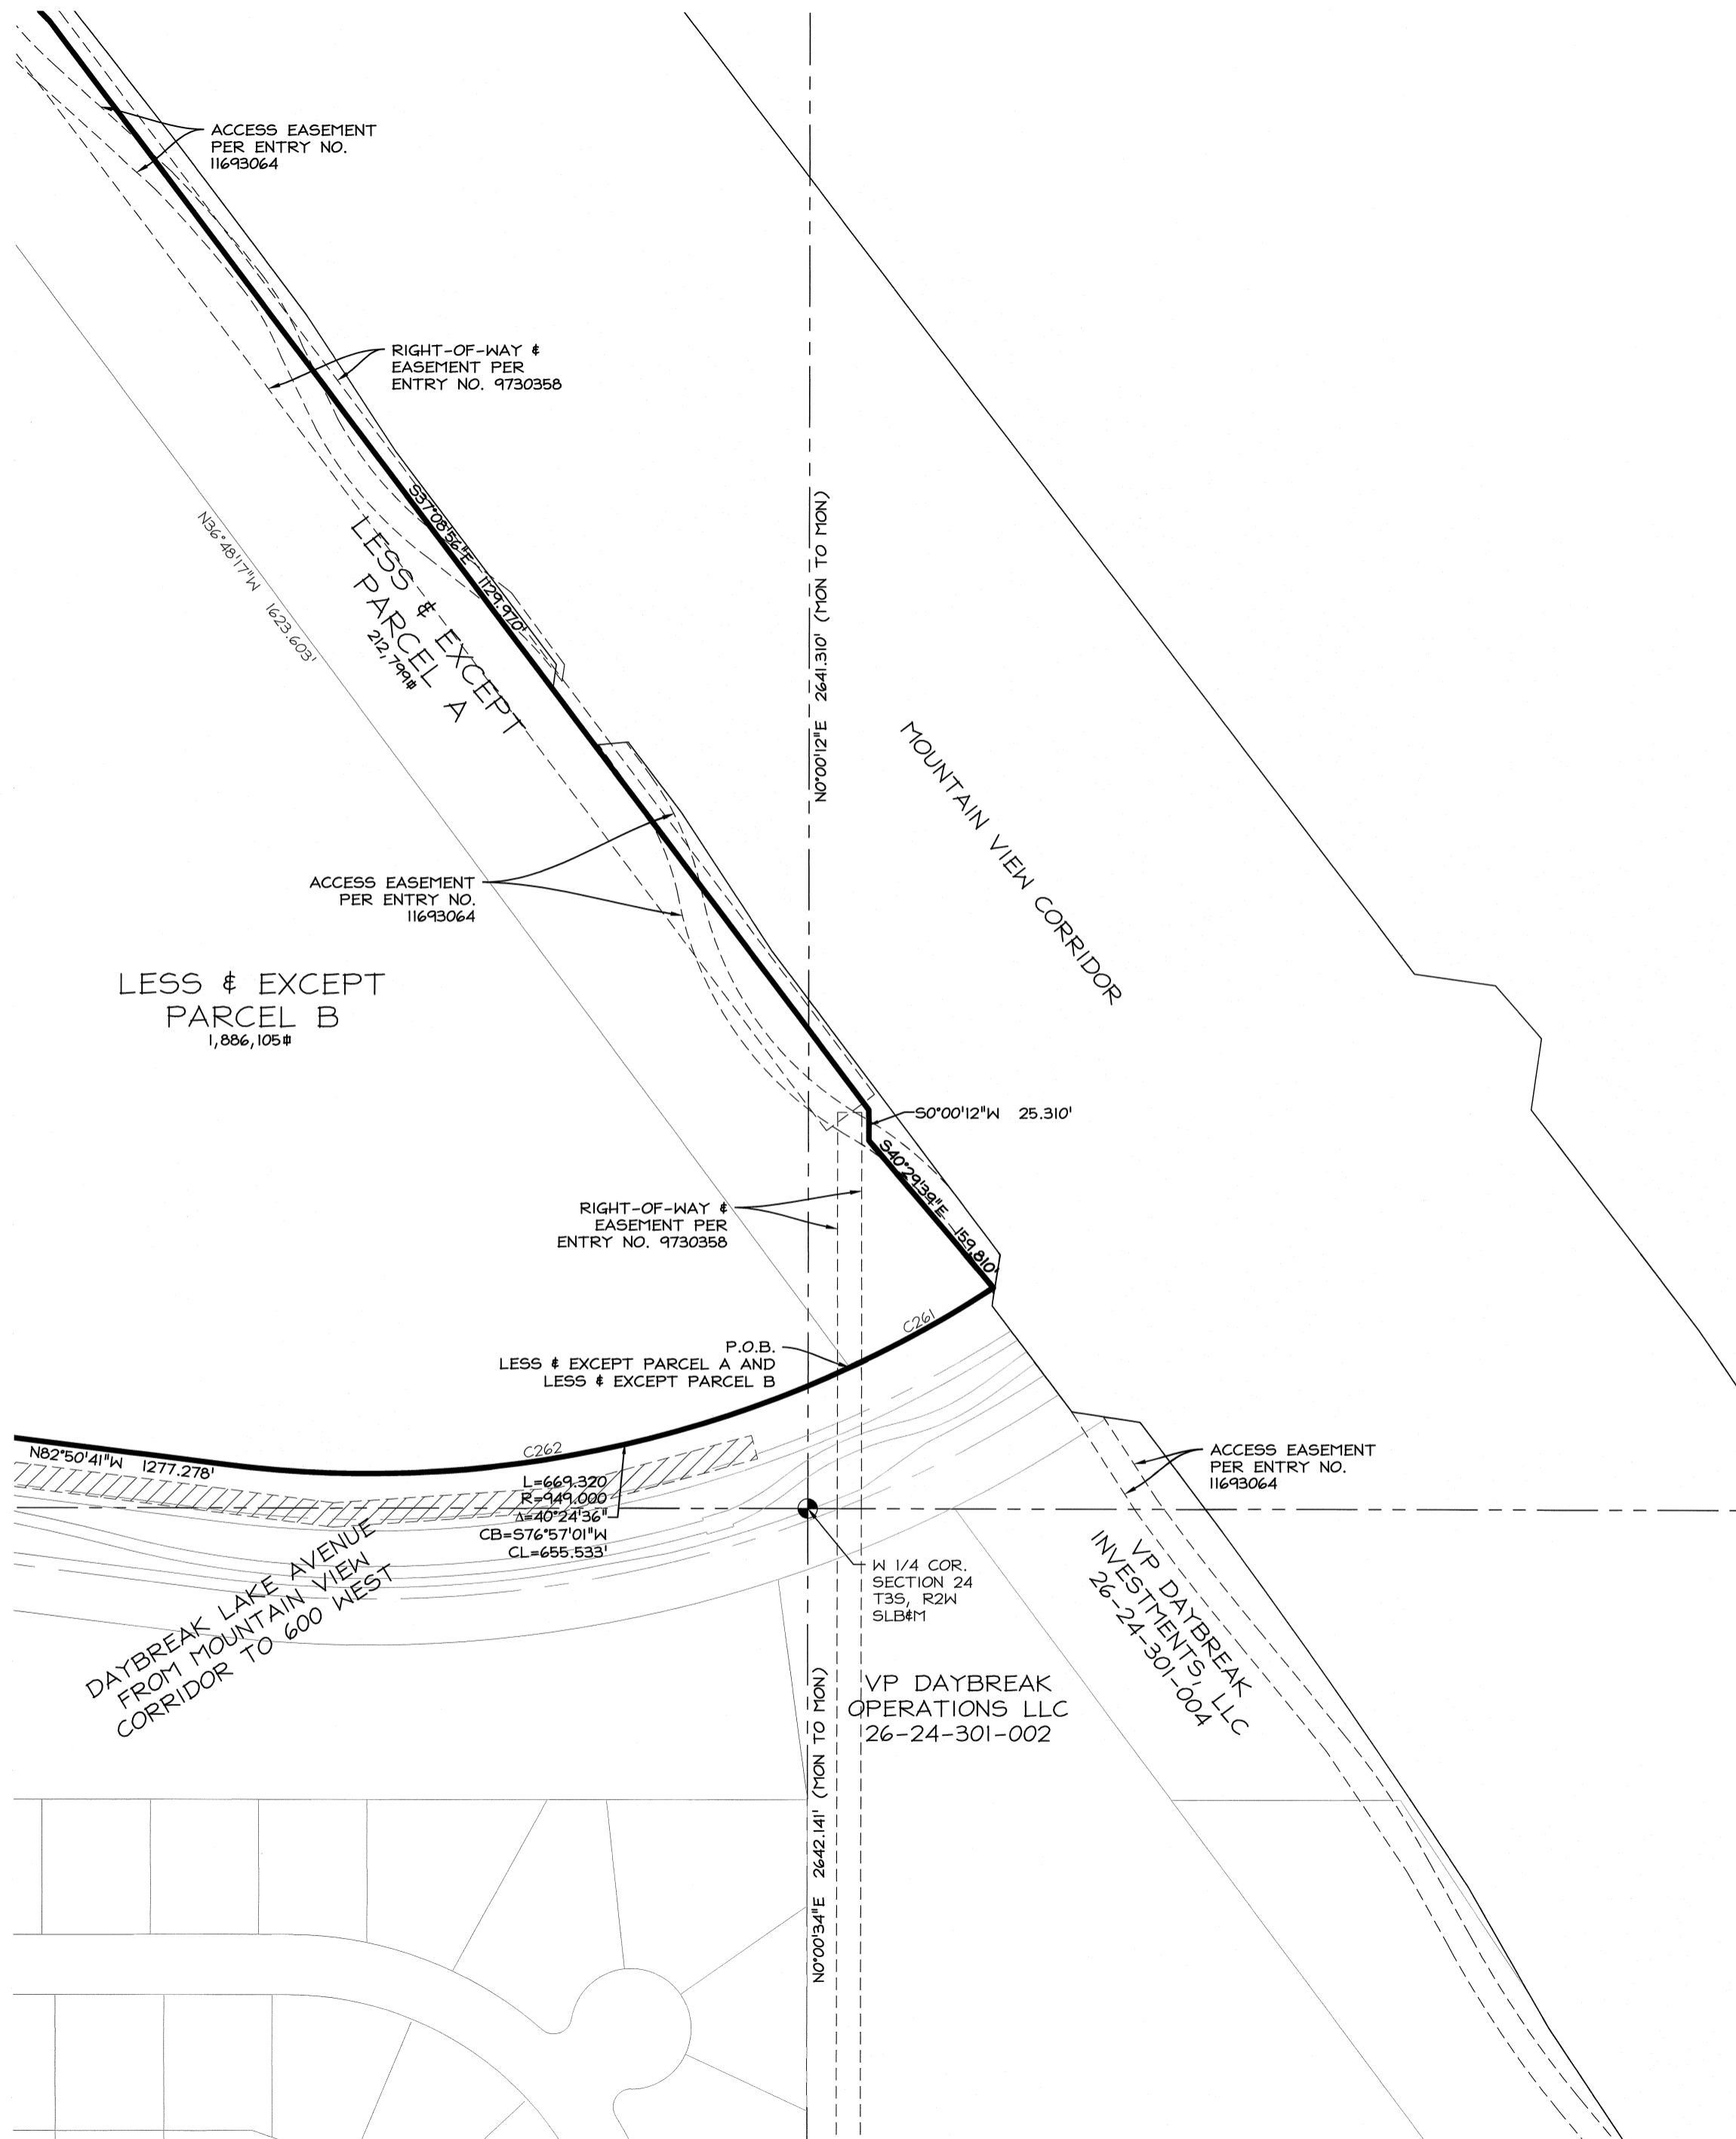 ACCESS EASEMENT
PER ENTRY NO.
11693064
RIGHT-OF-WAY &
EASEMENT PER
ENTRY NO. 9730358
S37°08'56"E 1129.970'
N36°48'17"W 1623.603'
LESS & EXCEPT
PARCEL A
212,799
N0°00'12"E 2641.310' (MON TO MON)
MOUNTAIN VIEW CORRIDOR
ACCESS EASEMENT
PER ENTRY NO.
11693064
LESS & EXCEPT
PARCEL B
1,886,105
S0°00'12"W 25.310'
S40°29'39"E 159.810'
RIGHT-OF-WAY &
EASEMENT PER
ENTRY NO. 9730358
C261
P.O.B.
LESS & EXCEPT PARCEL A AND
LESS & EXCEPT PARCEL B
N82°50'41"W 1277.278'
C262
L=669.320
R=949.000
Δ=40°24'36"
CB=S76°57'01"W
CL=655.533'
ACCESS EASEMENT
PER ENTRY NO.
11693064
DAYBREAK LAKE AVENUE
FROM MOUNTAIN VIEW
CORRIDOR TO 600 WEST
W 1/4 COR.
SECTION 24
T3S, R2W
SLB&M
VP DAYBREAK
INVESTMENTS, LLC
26-24-301-004
VP DAYBREAK
OPERATIONS LLC
26-24-301-002
N0°00'34"E 2642.141' (MON TO MON)